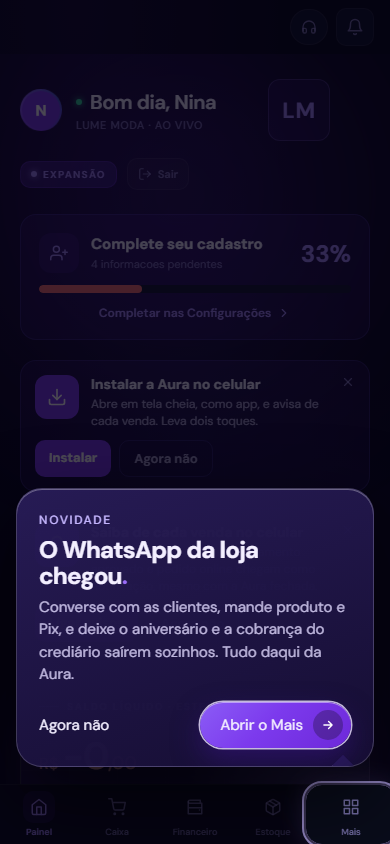 N
Bom dia, Nina
LUME MODA · AO VIVO
LM
EXPANSÃO
Sair
Complete seu cadastro
4 informacoes pendentes
33%
Completar nas Configurações
Instalar a Aura no celular
Abre em tela cheia, como app, e avisa de
cada venda. Leva dois toques.
Instalar
Agora não
NOVIDADE
O WhatsApp da loja
chegou.
Converse com as clientes, mande produto e
Pix, e deixe o aniversário e a cobrança do
crediário saírem sozinhos. Tudo daqui da
Aura.
Agora não
Abrir o Mais
Painel
Caixa
Financeiro
Estoque
Mais